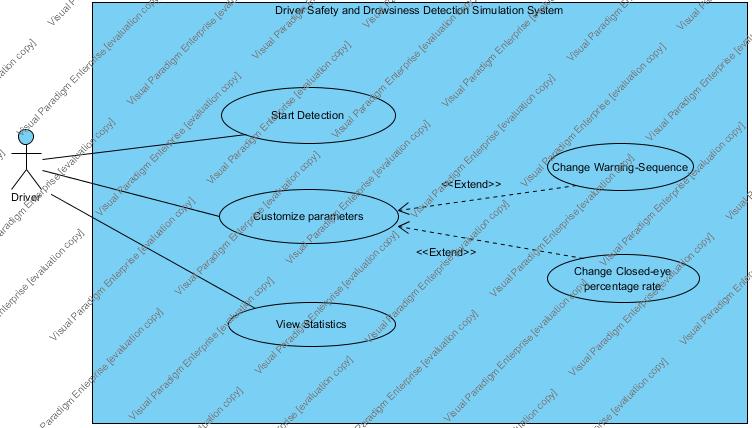 Driver Safety and Drowsiness Detection Simulation System
Start Detection
Driver
Customize parameters
View Statistics
<<Extend>>
<<Extend>>
Change Warning-Sequence
Change Closed-eye
percentage rate
Visual Paradigm Enterprise [evaluation copy]